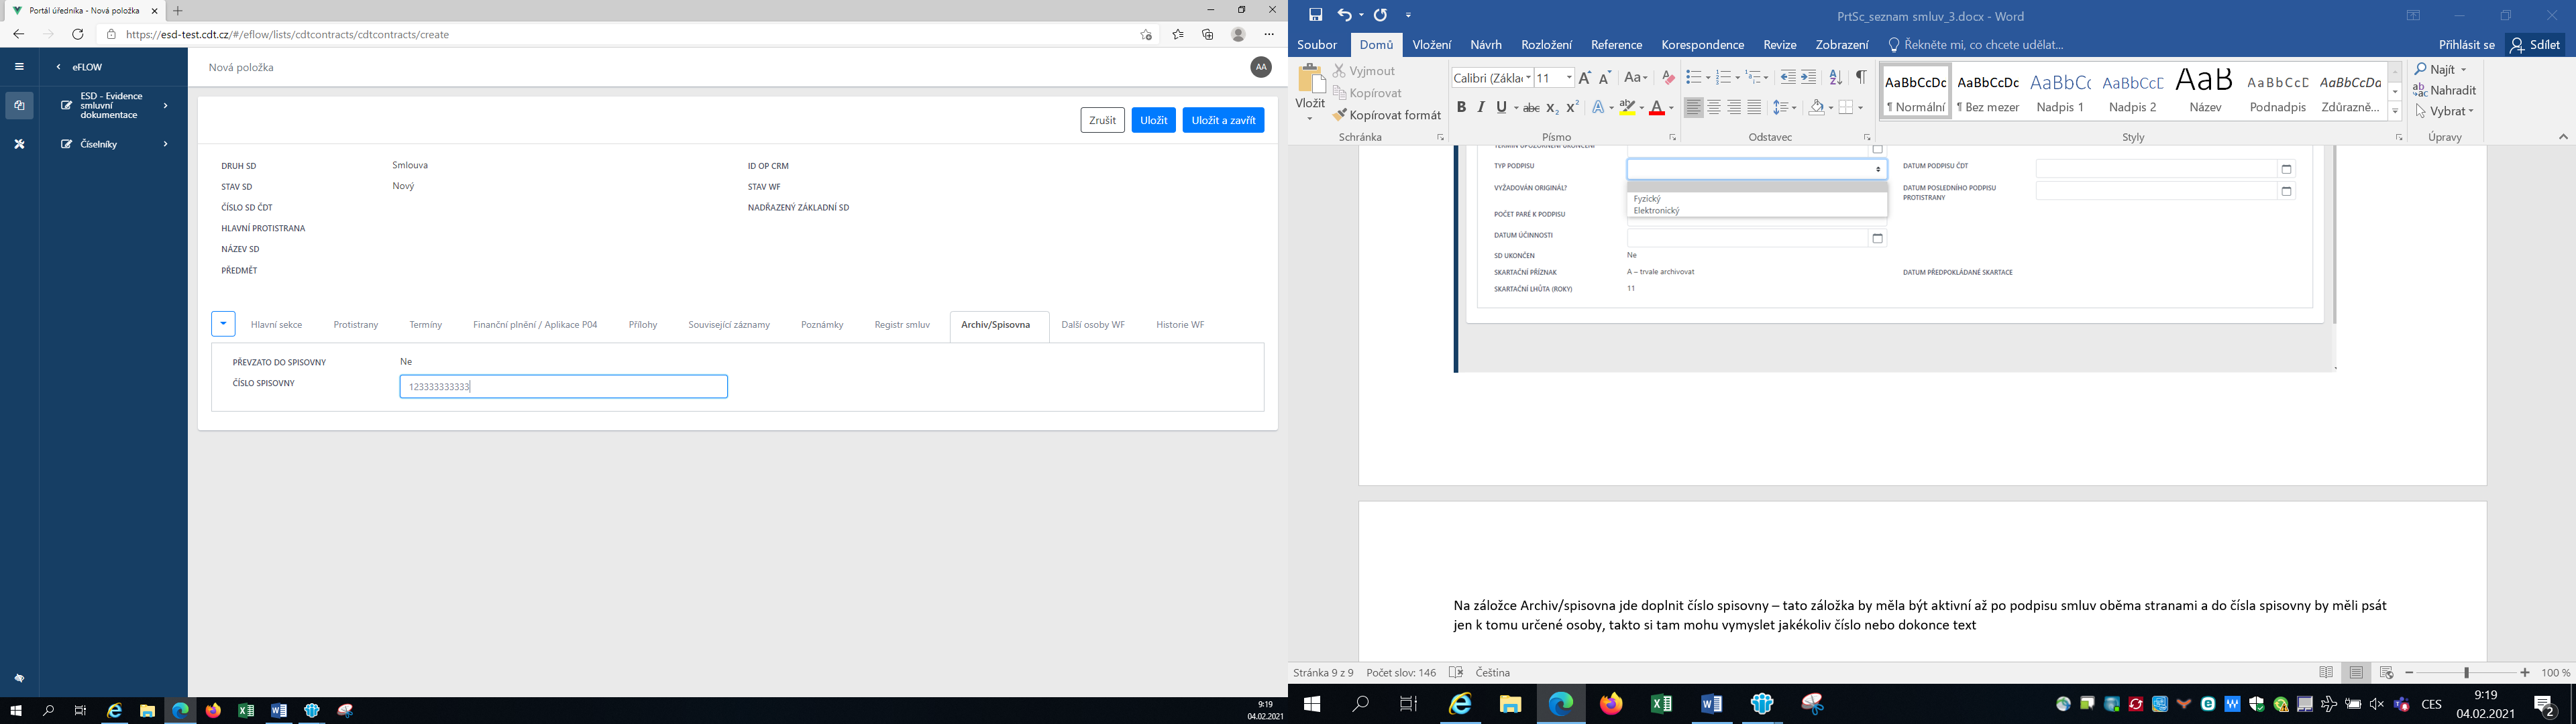 Portál úředníka - Nová položka
https://esd-test.cdt.cz/#/eflow/lists/cdtcontracts/cdtcontracts/create
eFLOW
ESD - Evidence
smluvní
dokumentace
Číselníky
Nová položka
AA
Zrušit
Uložit
Uložit a zavřít
DRUH SD
Smlouva
ID OP CRM
STAV SD
Nový
STAV WF
ČÍSLO SD ČDT
NADŘAZENÝ ZÁKLADNÍ SD
HLAVNÍ PROTISTRANA
NÁZEV SD
PŘEDMĚT
Hlavní sekce
Protistrany
Termíny
Finanční plnění / Aplikace P04
Přílohy
Související záznamy
Poznámky
Registr smluv
Archiv/Spisovna
Další osoby WF
Historie WF
PŘEVZATO DO SPISOVNY
Ne
ČÍSLO SPISOVNY
123333333333
9:19
04.02.2021
PrtSc_seznam smluv_3.docx - Word
Soubor
Domů
Vložení
Návrh
Rozložení
Reference
Korespondence
Revize
Zobrazení
Řekněte mi, co chcete udělat...
Přihlásit se
Sdílet
Vložit
Vyjmout
Kopírovat
Kopírovat formát
Schránka
Calibri (Zákla
11
Písmo
Odstavec
AaBbCcDc
AaBbCcDc
AaBbCc
AaBbCcD
AaB
AaBbCcD
AaBbCcDa
¶ Normální
¶ Bez mezer
Nadpis 1
Nadpis 2
Název
Podnadpis
Zdůrazně...
Styly
Najít
Nahradit
Vybrat
Úpravy
TERMÍN UPOZORNĚNÍ UKONČENÍ
TYP PODPISU
DATUM PODPISU ČDT
VYŽADOVÁN ORIGINÁL?
Fyzický
Elektronický
DATUM POSLEDNÍHO PODPISU
PROTISTRANY
POČET PARÉ K PODPISU
DATUM ÚČINNOSTI
SD UKONČEN
Ne
SKARTAČNÍ PŘÍZNAK
A – trvale archivovat
DATUM PŘEDPOKLÁDANÉ SKARTACE
SKARTAČNÍ LHŮTA (ROKY)
11
Na záložce Archiv/spisovna jde doplnit číslo spisovny – tato záložka by měla být aktivní až po podpisu smluv oběma stranami a do čísla spisovny by měli psát
jen k tomu určené osoby, takto si tam mohu vymyslet jakékoliv číslo nebo dokonce text
Stránka 9 z 9
Počet slov: 146
Čeština
100 %
CES
9:19
04.02.2021
2